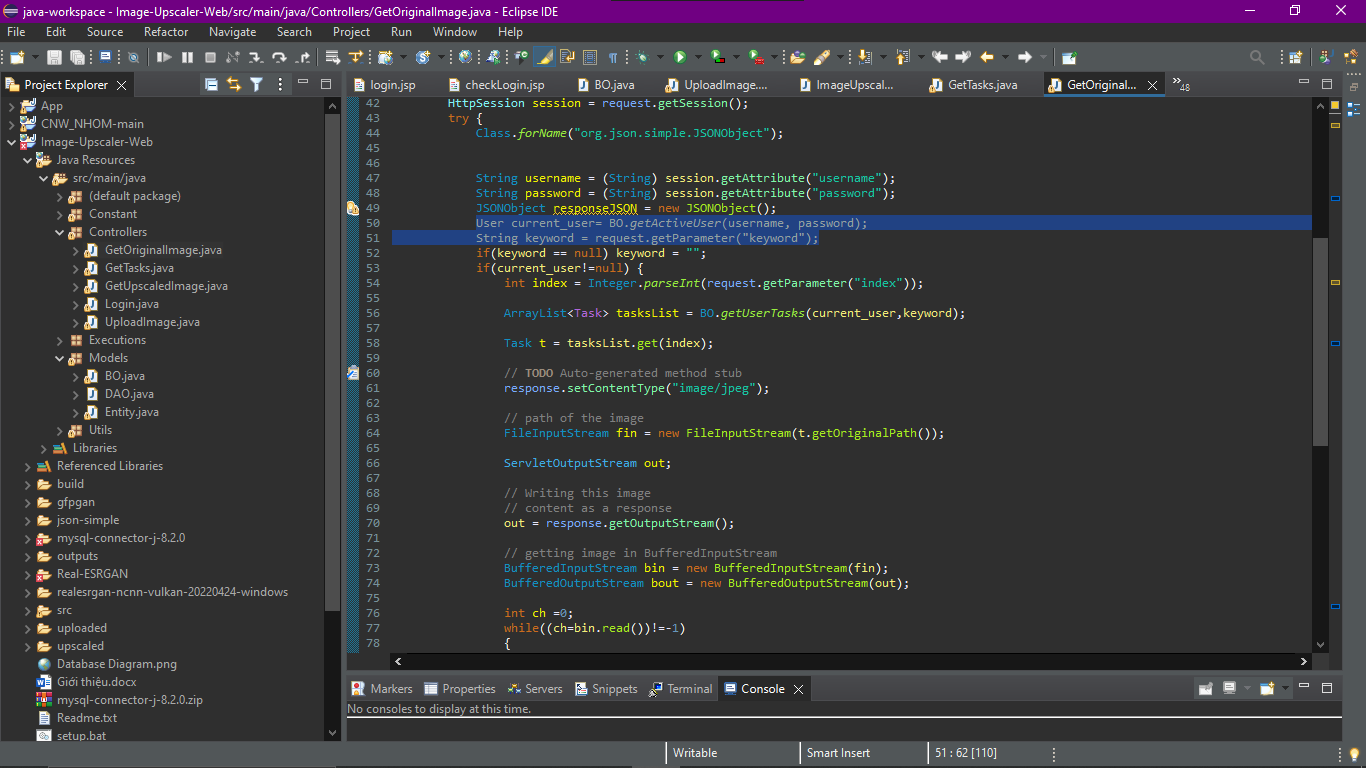 java-workspace - Image-Upscaler-Web/src/main/java/Controllers/GetOriginalImage.java - Eclipse IDE
File Edit Source Refactor Navigate Search Project Run Window Help
Project Explorer
App
CNW_NHOM-main
Image-Upscaler-Web
Java Resources
src/main/java
(default package)
Constant
Controllers
GetOriginalImage.java
GetTasks.java
GetUpscaledImage.java
Login.java
UploadImage.java
Executions
Models
BO.java
DAO.java
Entity.java
Utils
Libraries
Referenced Libraries
build
gfpgan
json-simple
mysql-connector-j-8.2.0
outputs
Real-ESRGAN
realesrgan-ncnn-vulkan-20220424-windows
src
uploaded
upscaled
Database Diagram.png
Giới thiệu.docx
mysql-connector-j-8.2.0.zip
Readme.txt
setup.bat
login.jsp checkLogin.jsp BO.java UploadImage.... ImageUpscal... GetTasks.java GetOriginal... »48
42 HttpSession session = request.getSession();
43 try {
44 Class.forName("org.json.simple.JSONObject");
45
46
47 String username = (String) session.getAttribute("username");
48 String password = (String) session.getAttribute("password");
49 JSONObject responseJSON = new JSONObject();
50 User current_user= BO.getActiveUser(username, password);
51 String keyword = request.getParameter("keyword");
52 if(keyword == null) keyword = "";
53 if(current_user!=null) {
54 int index = Integer.parseInt(request.getParameter("index"));
55
56 ArrayList<Task> tasksList = BO.getUserTasks(current_user,keyword);
57
58 Task t = tasksList.get(index);
59
60 // TODO Auto-generated method stub
61 response.setContentType("image/jpeg");
62
63 // path of the image
64 FileInputStream fin = new FileInputStream(t.getOriginalPath());
65
66 ServletOutputStream out;
67
68 // Writing this image
69 // content as a response
70 out = response.getOutputStream();
71
72 // getting image in BufferedInputStream
73 BufferedInputStream bin = new BufferedInputStream(fin);
74 BufferedOutputStream bout = new BufferedOutputStream(out);
75
76 int ch =0;
77 while((ch=bin.read())!=-1)
78 {
Markers Properties Servers Snippets Terminal Console
No consoles to display at this time.
Writable Smart Insert 51 : 62 [110]